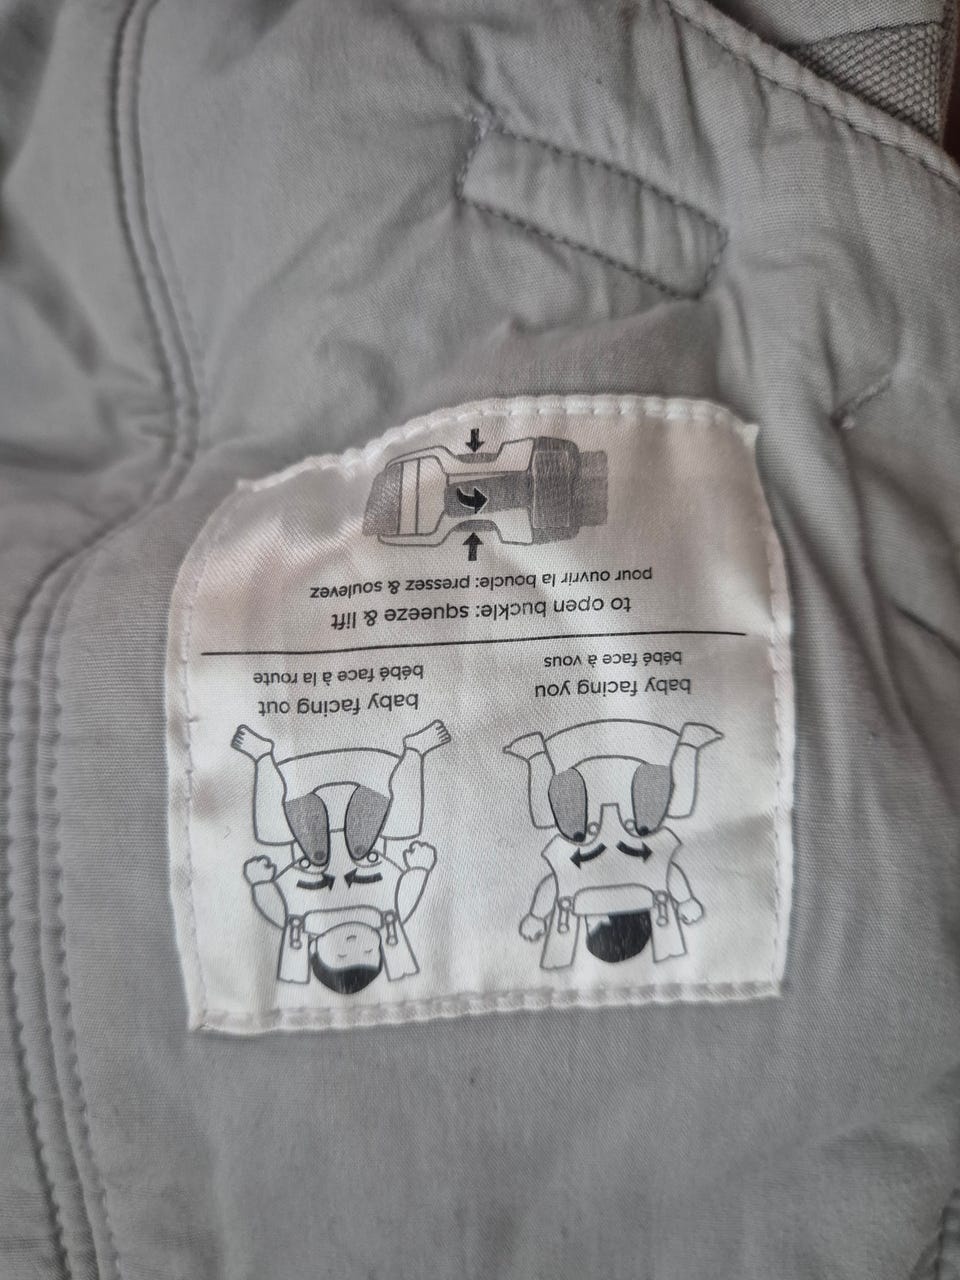 baby facing you
bébé face à vous
baby facing out
bébé face à la route
to open buckle: squeeze & lift
pour ouvrir la boucle: pressez & soulevez